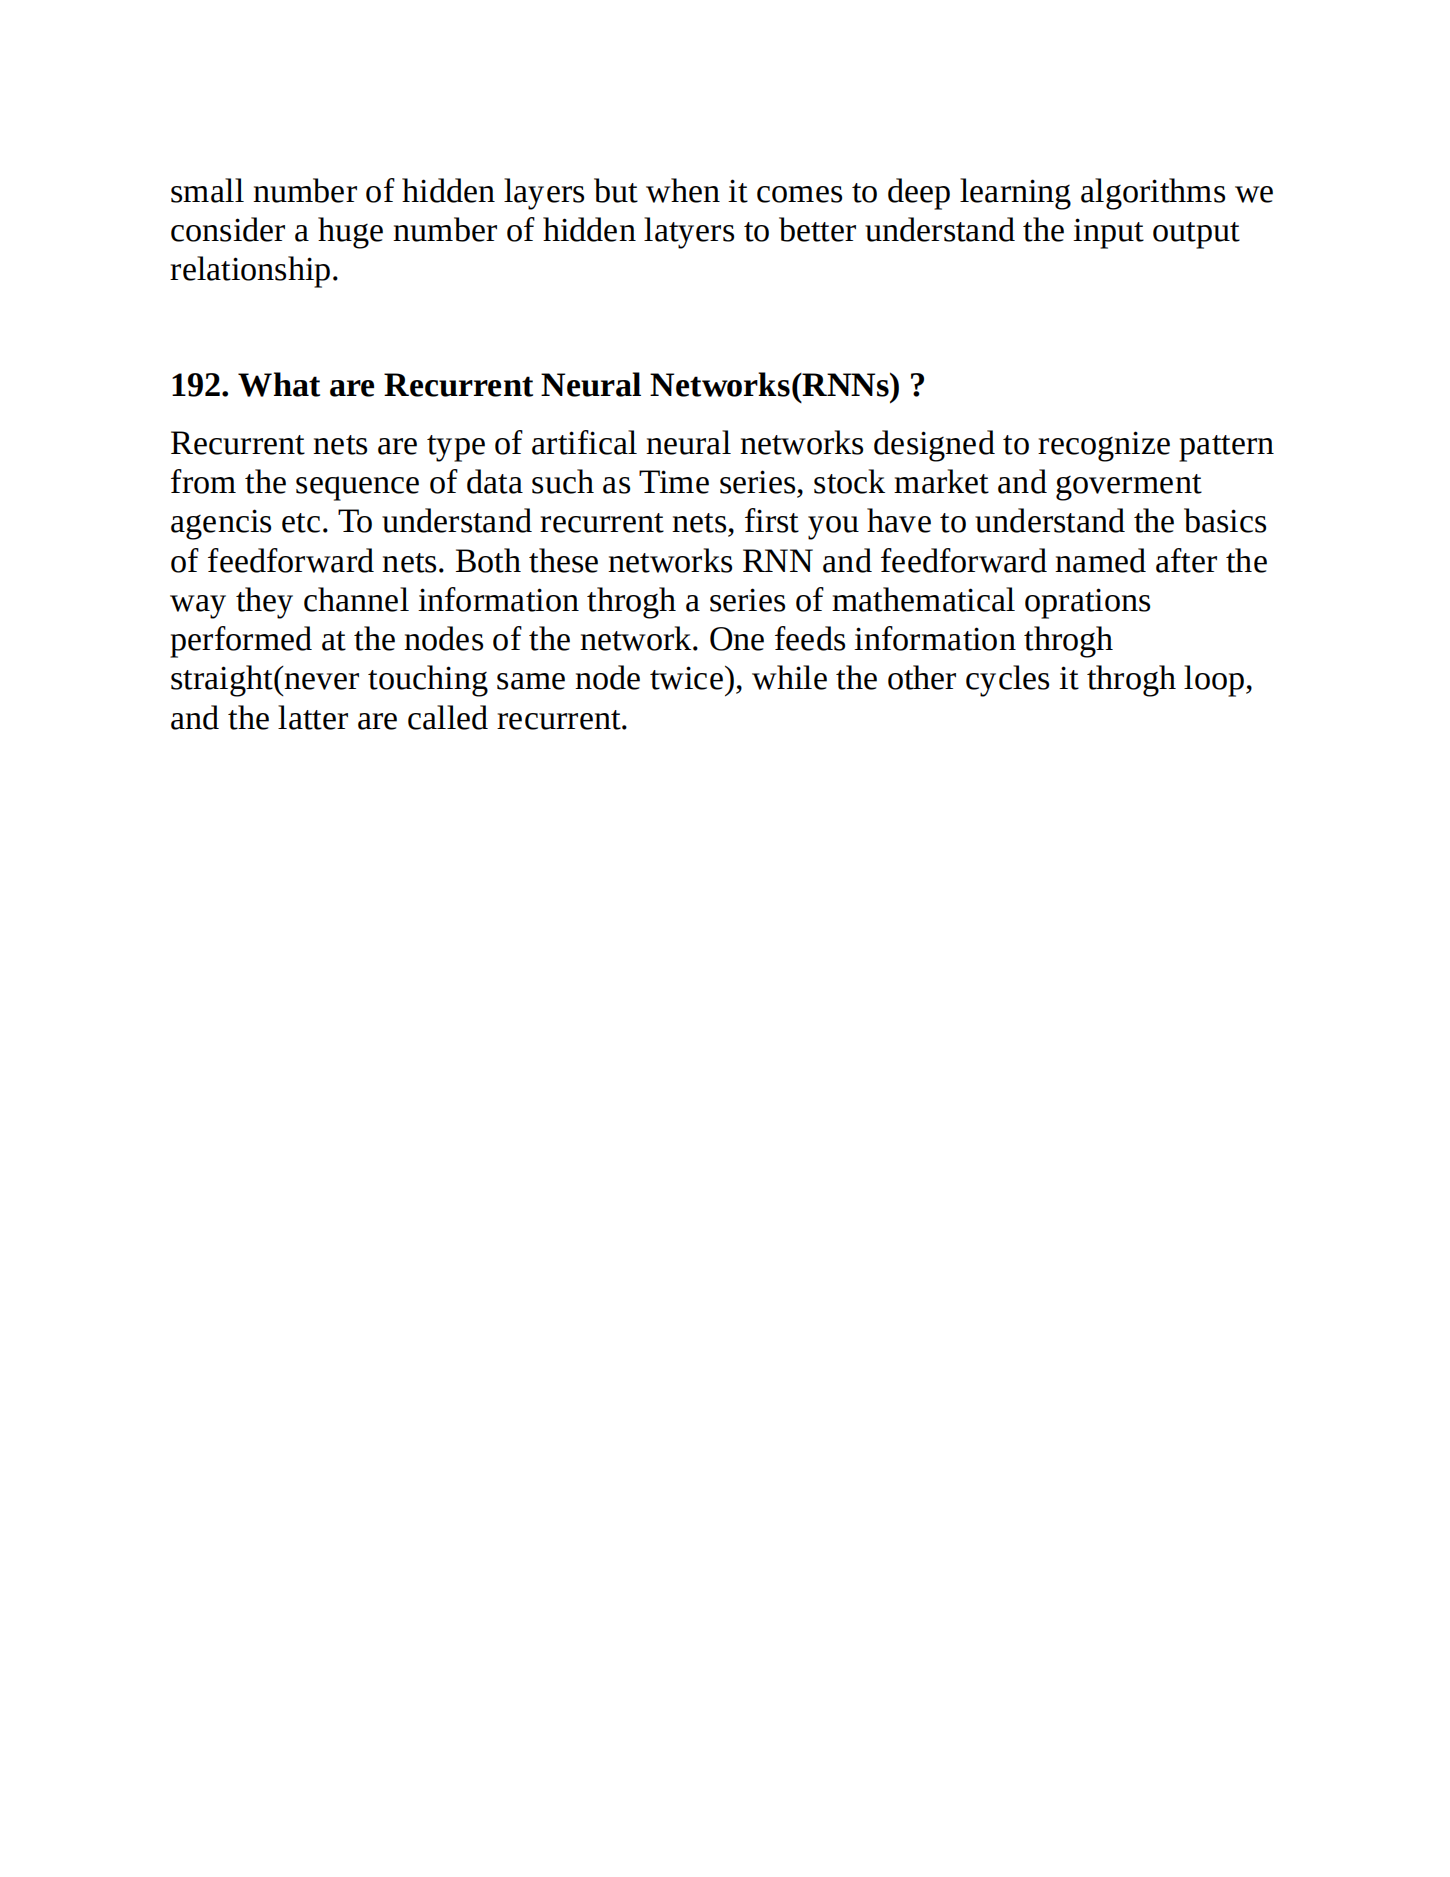 small number of hidden layers but when it comes to deep learning algorithms we
consider a huge number of hidden latyers to better understand the input output
relationship.
192. What are Recurrent Neural Networks(RNNs) ?
Recurrent nets are type of artifical neural networks designed to recognize pattern
from the sequence of data such as Time series, stock market and goverment
agencis etc. To understand recurrent nets, first you have to understand the basics
of feedforward nets. Both these networks RNN and feedforward named after the
way they channel information throgh a series of mathematical oprations
performed at the nodes of the network. One feeds information throgh
straight(never touching same node twice), while the other cycles it throgh loop,
and the latter are called recurrent.